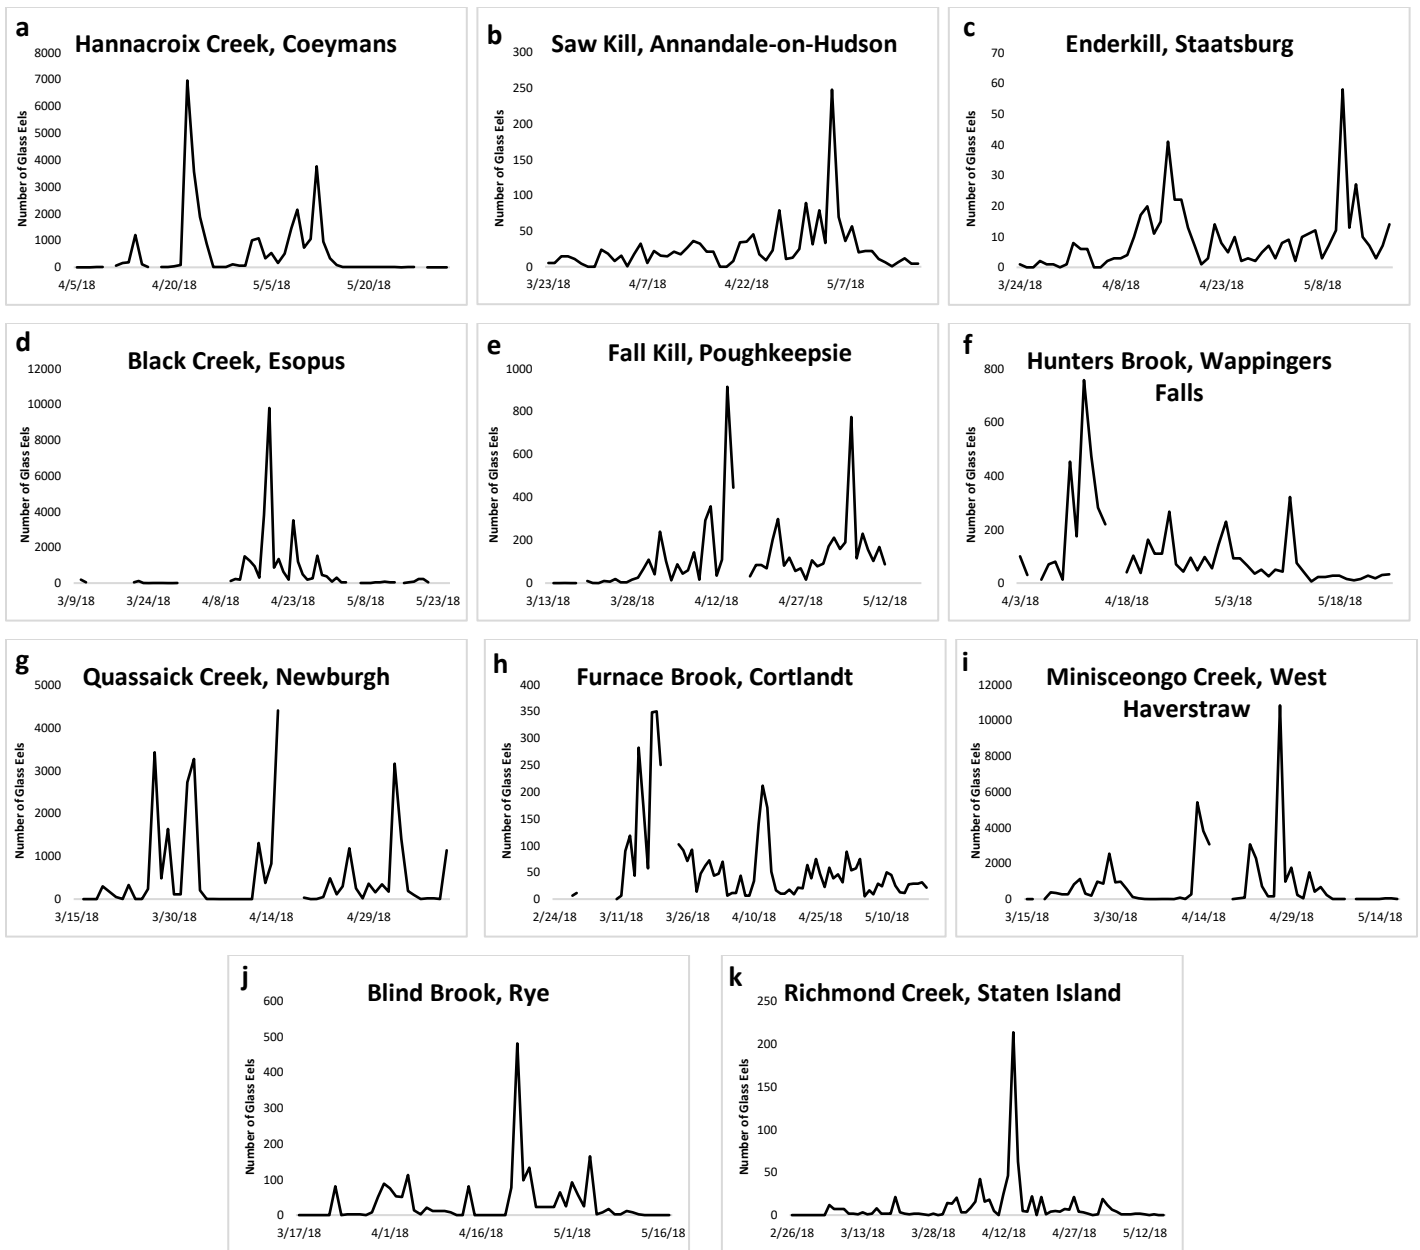 a
Hannacroix Creek, Coeymans
Number of Glass Eels
8000
7000
6000
5000
4000
3000
2000
1000
0
4/5/18 4/20/18 5/5/18 5/20/18
b
Saw Kill, Annandale-on-Hudson
Number of Glass Eels
300
250
200
150
100
50
0
3/23/18 4/7/18 4/22/18 5/7/18
c
Enderkill, Staatsburg
Number of Glass Eels
70
60
50
40
30
20
10
0
3/24/18 4/8/18 4/23/18 5/8/18
d
Black Creek, Esopus
Number of Glass Eels
12000
10000
8000
6000
4000
2000
0
3/9/18 3/24/18 4/8/18 4/23/18 5/8/18 5/23/18
e
Fall Kill, Poughkeepsie
Number of Glass Eels
1000
800
600
400
200
0
3/13/18 3/28/18 4/12/18 4/27/18 5/12/18
f
Hunters Brook, Wappingers
Falls
Number of Glass Eels
800
600
400
200
0
4/3/18 4/18/18 5/3/18 5/18/18
g
Quassaick Creek, Newburgh
Number of Glass Eels
5000
4000
3000
2000
1000
0
3/15/18 3/30/18 4/14/18 4/29/18
h
Furnace Brook, Cortlandt
Number of Glass Eels
400
350
300
250
200
150
100
50
0
2/24/18 3/11/18 3/26/18 4/10/18 4/25/18 5/10/18
i
Minisceongo Creek, West
Haverstraw
Number of Glass Eels
12000
10000
8000
6000
4000
2000
0
3/15/18 3/30/18 4/14/18 4/29/18 5/14/18
j
Blind Brook, Rye
Number of Glass Eels
600
500
400
300
200
100
0
3/17/18 4/1/18 4/16/18 5/1/18 5/16/18
k
Richmond Creek, Staten Island
Number of Glass Eels
250
200
150
100
50
0
2/26/18 3/13/18 3/28/18 4/12/18 4/27/18 5/12/18